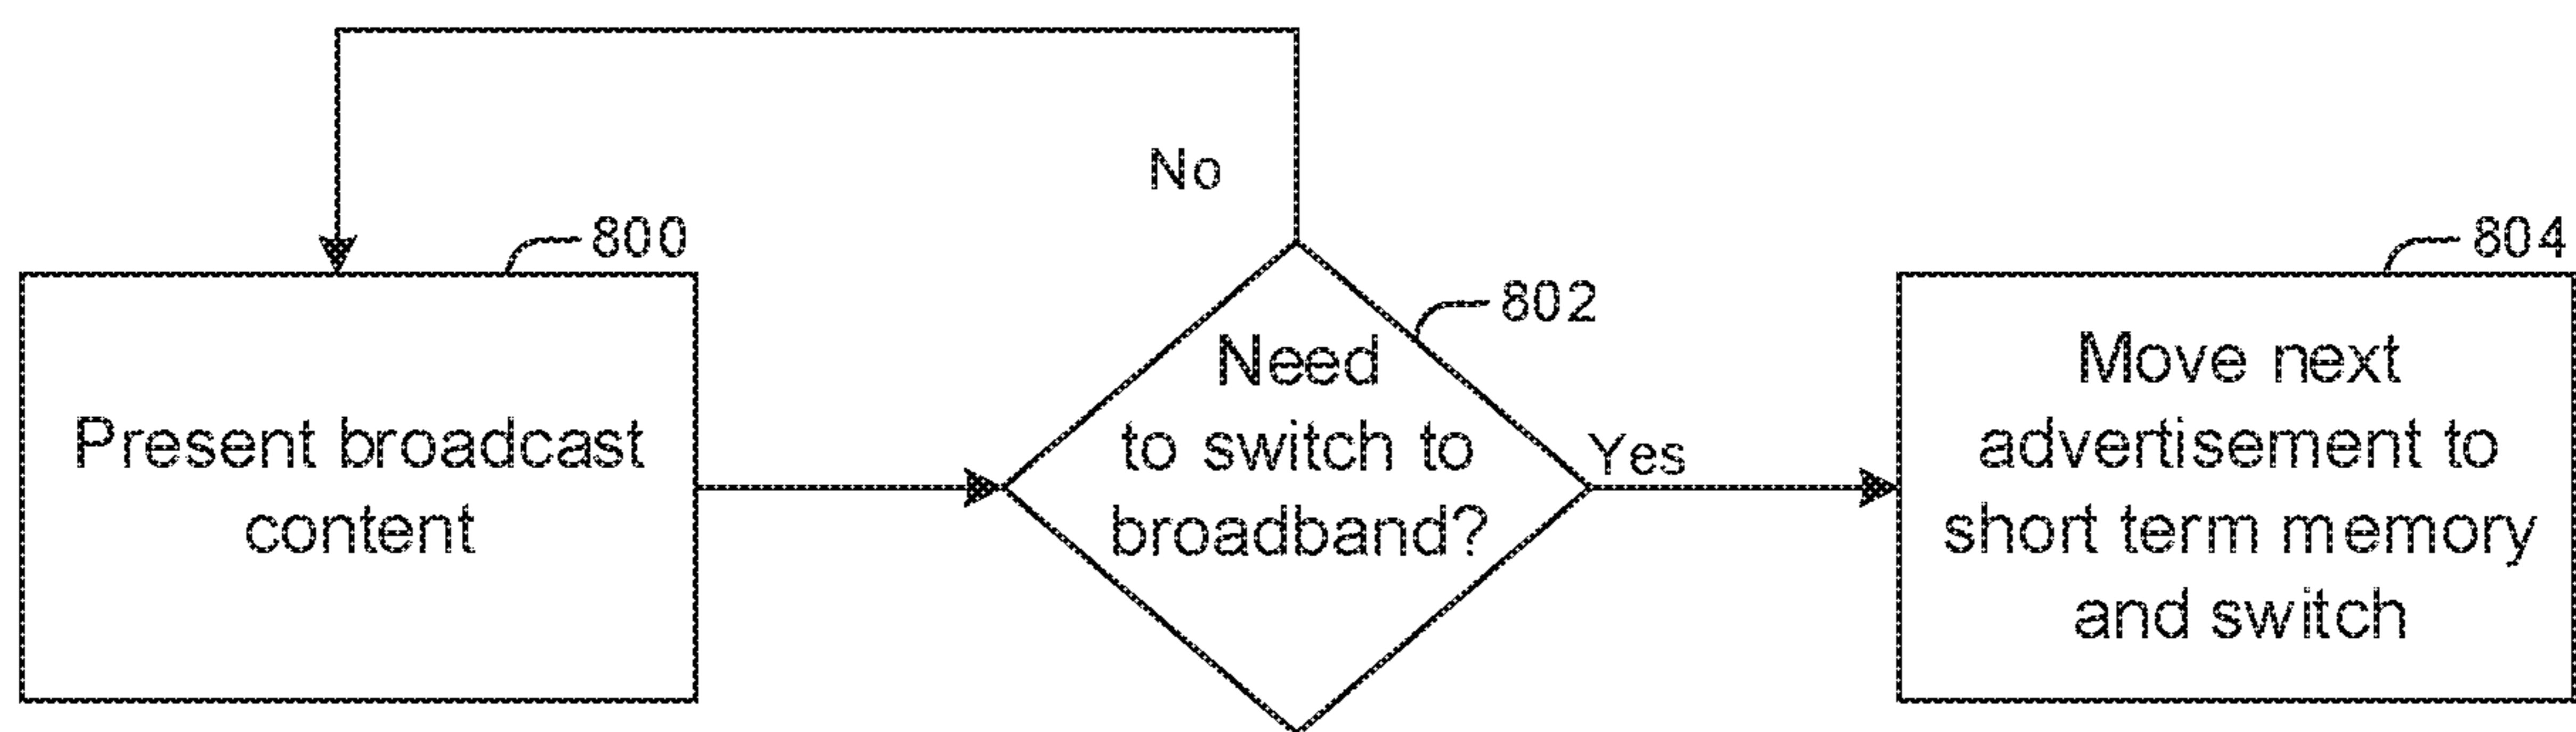 No
800
Present broadcast
content
802
Need
to switch to
broadband?
Yes
804
Move next
advertisement to
short term memory
and switch